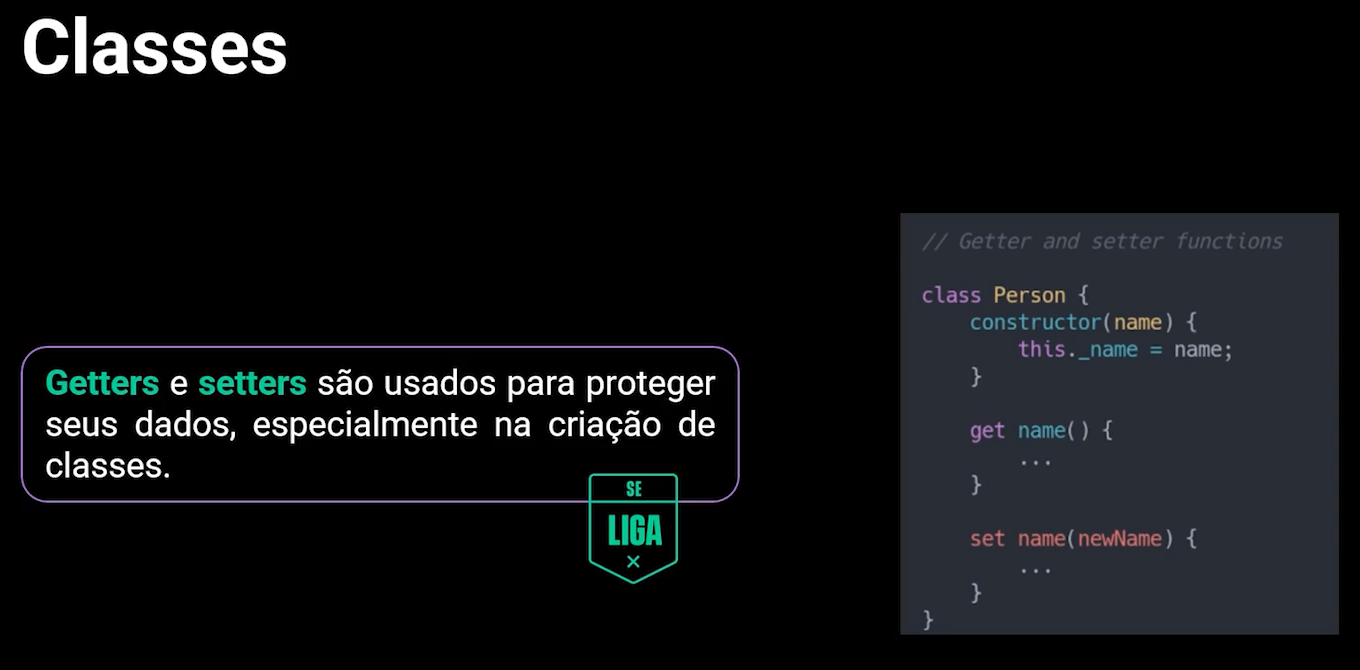 Classes
Getters e setters são usados para proteger
seus dados, especialmente na criação de
classes.
SE
LIGA
×
// Getter and setter functions
class Person {
    constructor(name) {
        this._name = name;
    }
    get name() {
        ...
    }
    set name(newName) {
        ...
    }
}